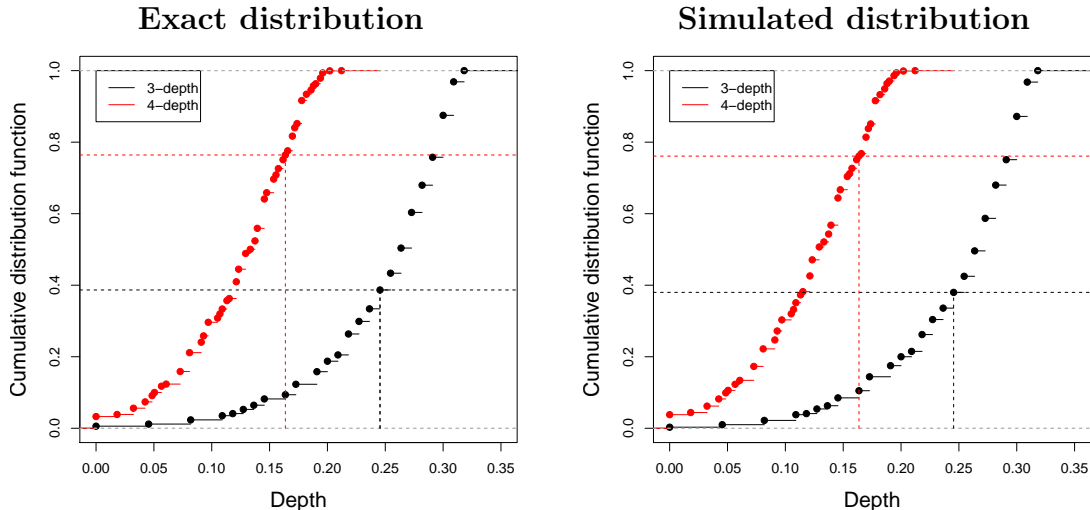 Exact distribution
Cumulative distribution function
1.0
0.8
0.6
0.4
0.2
0.0
3-depth
4-depth
0.00 0.05 0.10 0.15 0.20 0.25 0.30 0.35
Depth
Simulated distribution
Cumulative distribution function
1.0
0.8
0.6
0.4
0.2
0.0
3-depth
4-depth
0.00 0.05 0.10 0.15 0.20 0.25 0.30 0.35
Depth